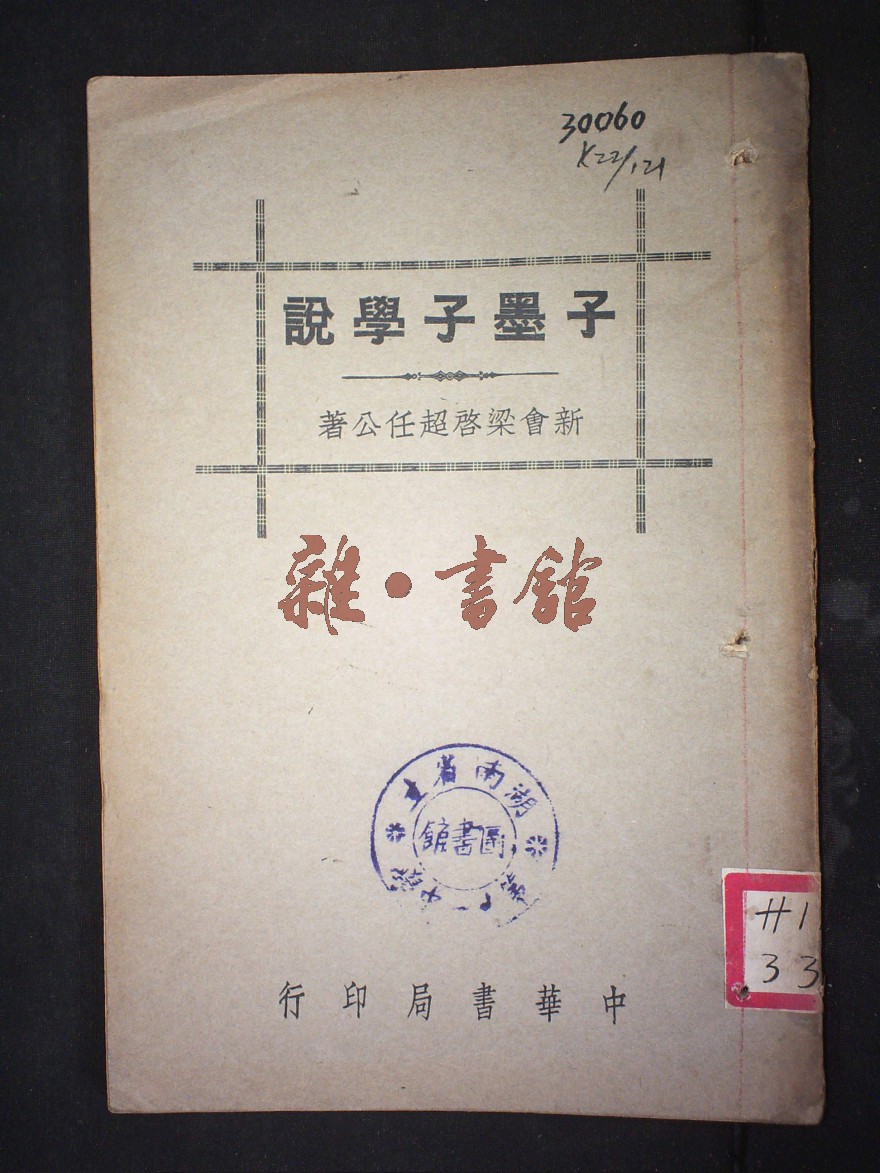 30060
K22/121
子墨子學說
新會梁啓超任公著
雜•書館
湖南省立
圖書館
中華書局印行
H1
33